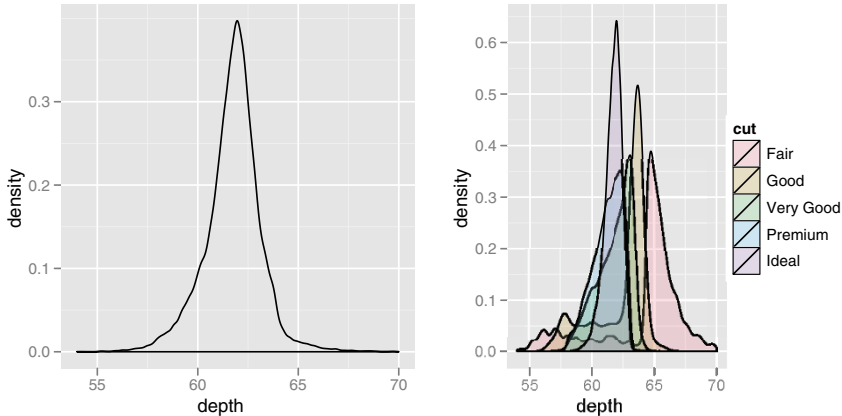 density
0.3
0.2
0.1
0.0
55 60 65 70
depth
density
0.6
0.5
0.4
0.3
0.2
0.1
0.0
55 60 65 70
depth
cut
Fair
Good
Very Good
Premium
Ideal